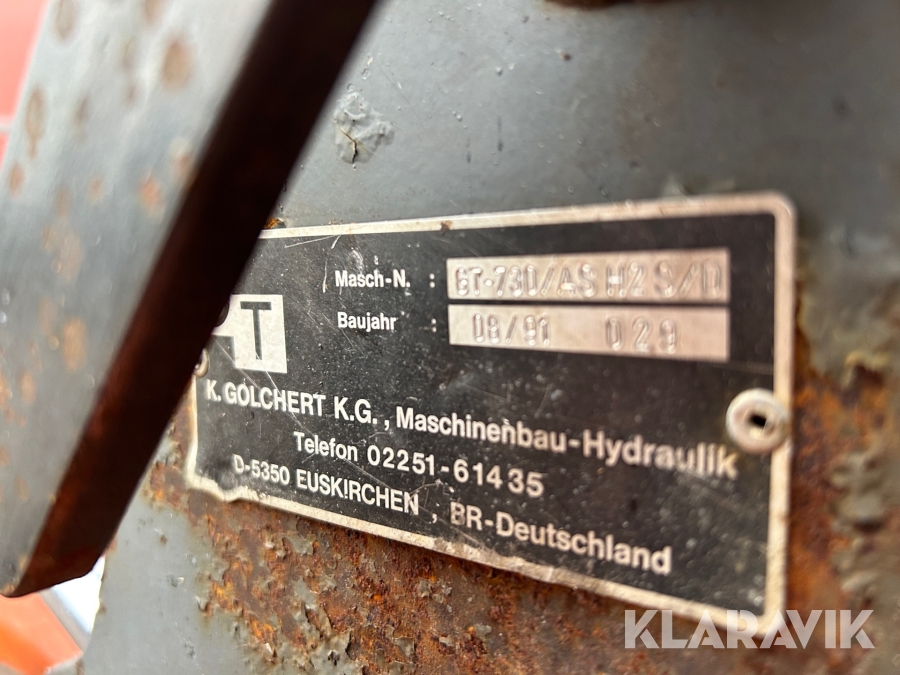 Masch-N. : GT-730/AS H2 S/D
Baujahr : 08/91 029
T
K. GOLCHERT K.G., Maschinenbau-Hydraulik
Telefon 02251-61435
D-5350 EUSKIRCHEN, BR-Deutschland
KLARAVIK